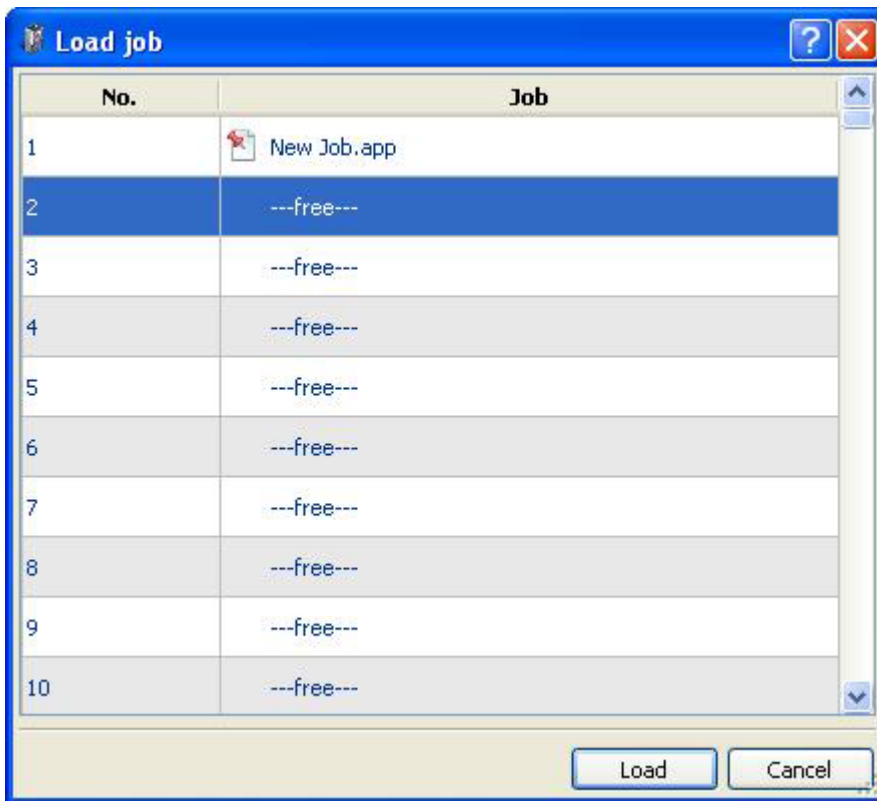 Load job
No. Job
1 New Job.app
2 ---free---
3 ---free---
4 ---free---
5 ---free---
6 ---free---
7 ---free---
8 ---free---
9 ---free---
10 ---free---
Load Cancel